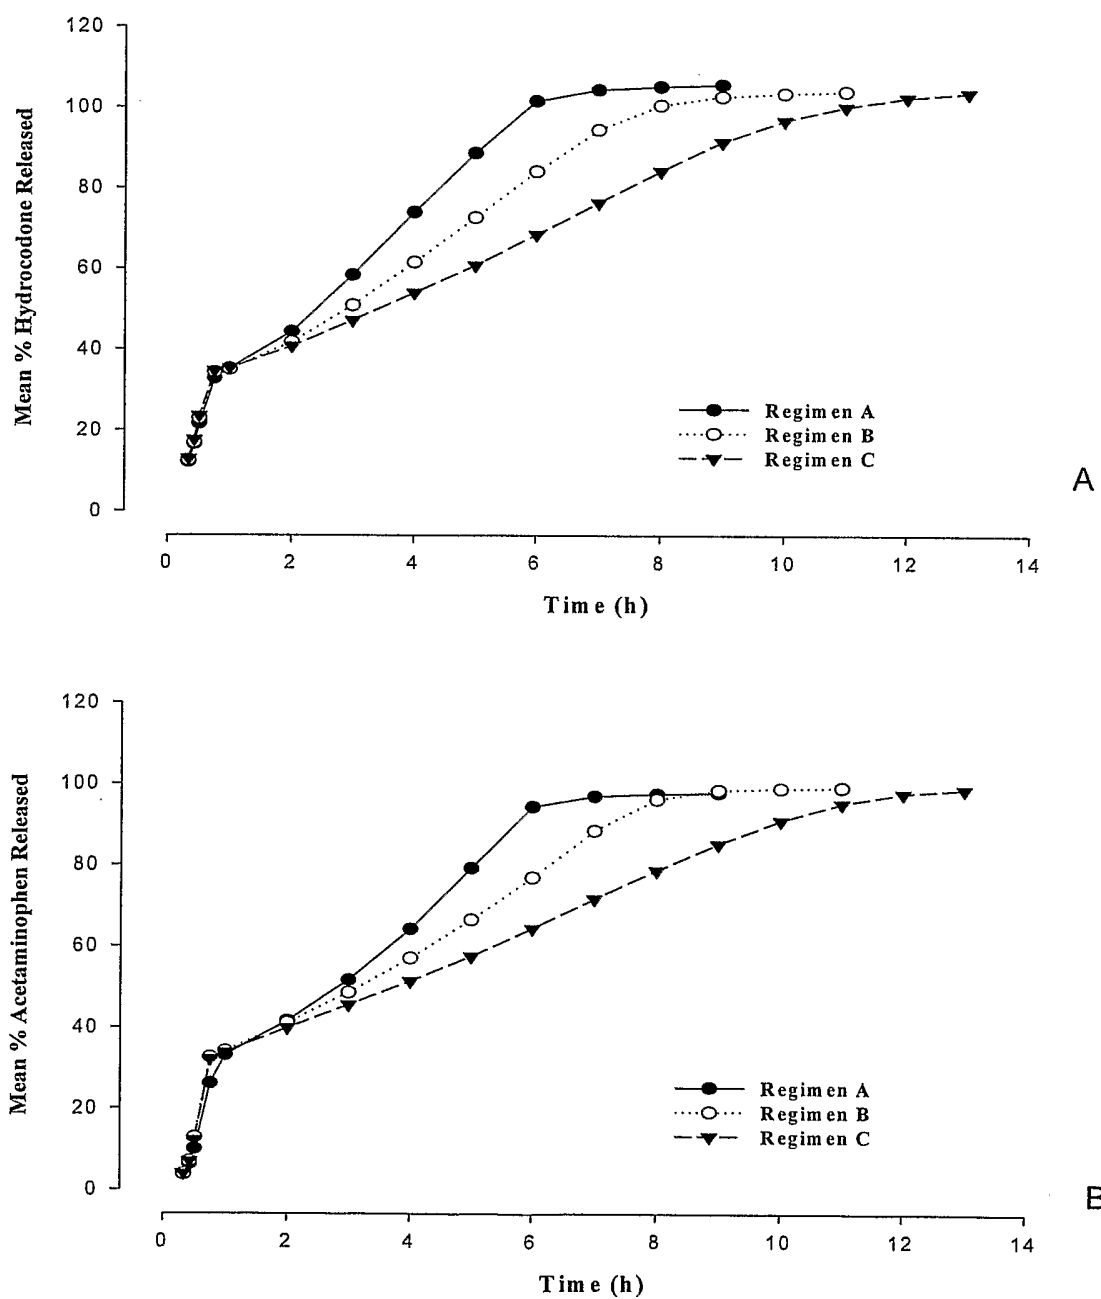 120
100
80
60
40
20
0
Mean % Hydrocodone Released
Regimen A
Regimen B
Regimen C
A
0 2 4 6 8 10 12 14
Time (h)
120
100
80
60
40
20
0
Mean % Acetaminophen Released
Regimen A
Regimen B
Regimen C
B
0 2 4 6 8 10 12 14
Time (h)